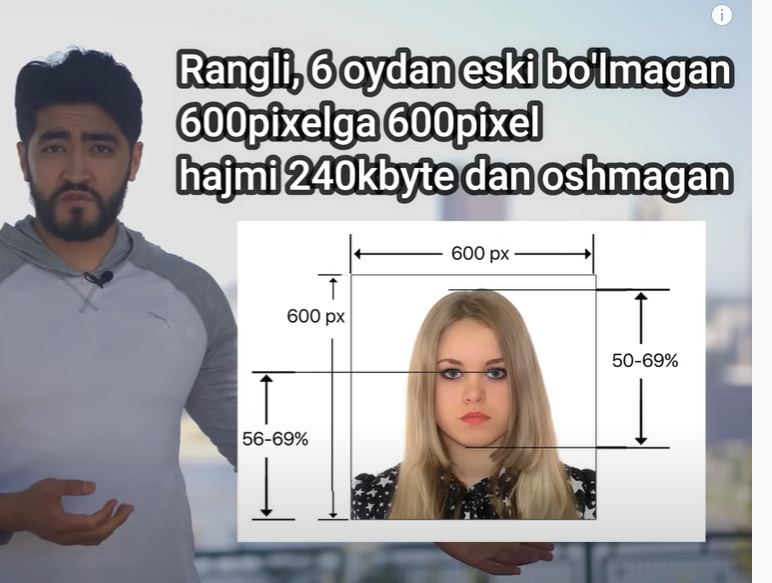 Rangli, 6 oydan eski bo'lmagan
600pixelga 600pixel
hajmi 240kbyte dan oshmagan
600 px
600 px
50-69%
56-69%